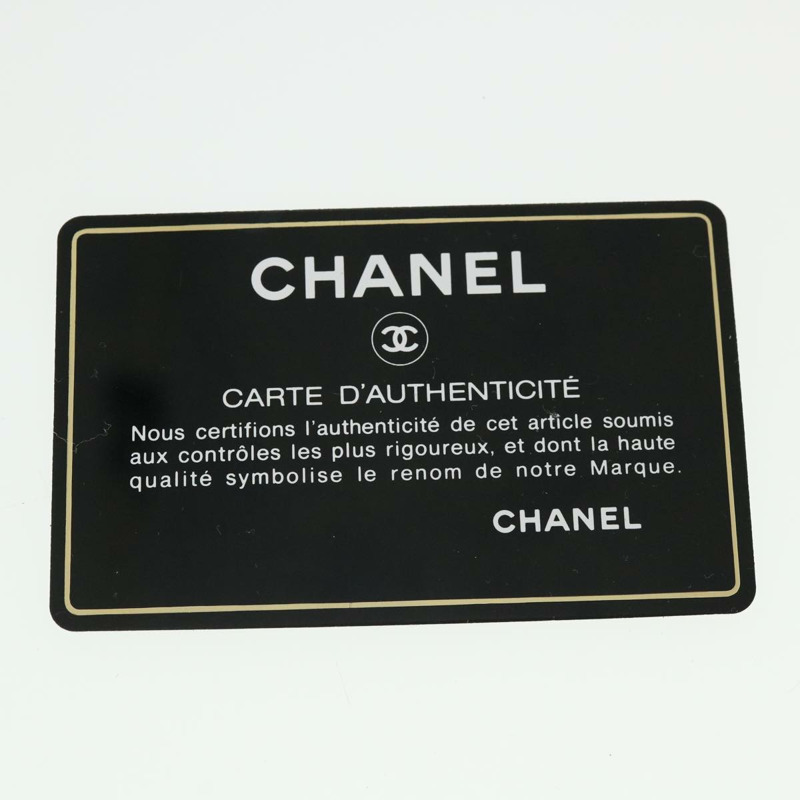 CHANEL
CARTE D'AUTHENTICITÉ
Nous certifions l'authenticité de cet article soumis
aux contrôles les plus rigoureux, et dont la haute
qualité symbolise le renom de notre Marque.
CHANEL